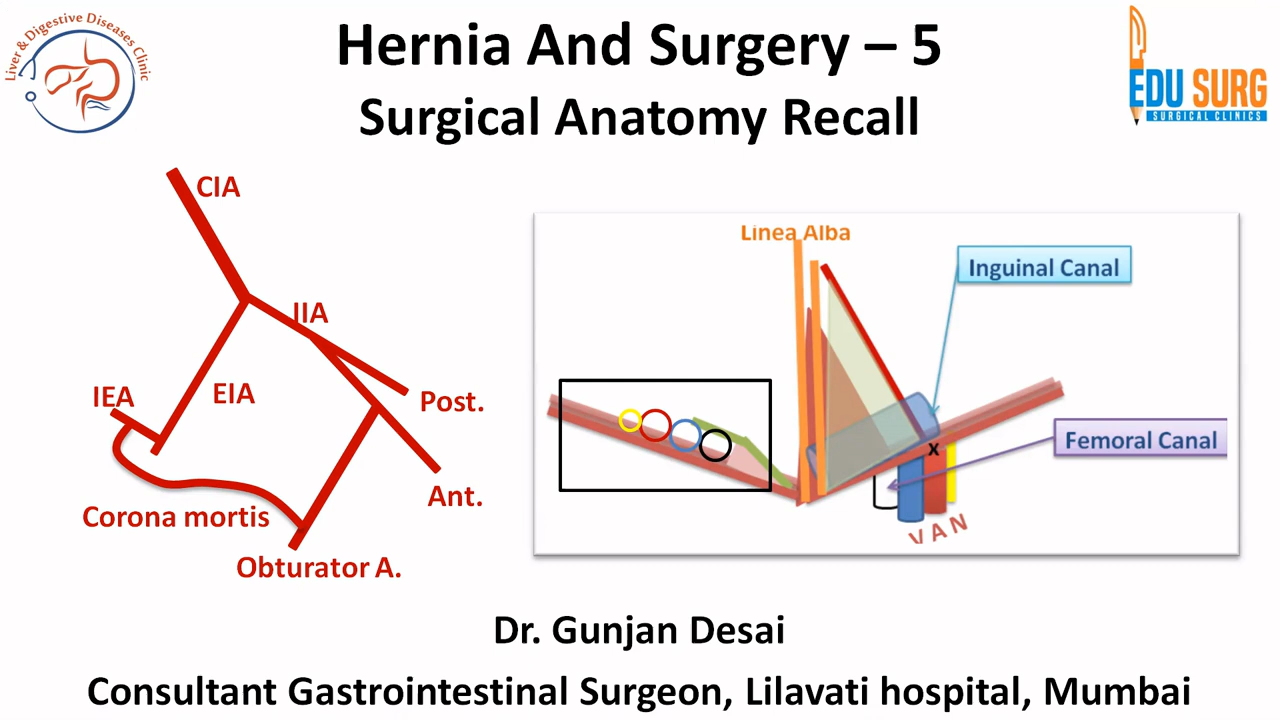 Liver & Digestive Diseases Clinic
Hernia And Surgery – 5
Surgical Anatomy Recall
EDU SURG
SURGICAL CLINICS
CIA
IIA
IEA
EIA
Post.
Ant.
Corona mortis
Obturator A.
Linea Alba
Inguinal Canal
Femoral Canal
x
V A N
Dr. Gunjan Desai
Consultant Gastrointestinal Surgeon, Lilavati hospital, Mumbai